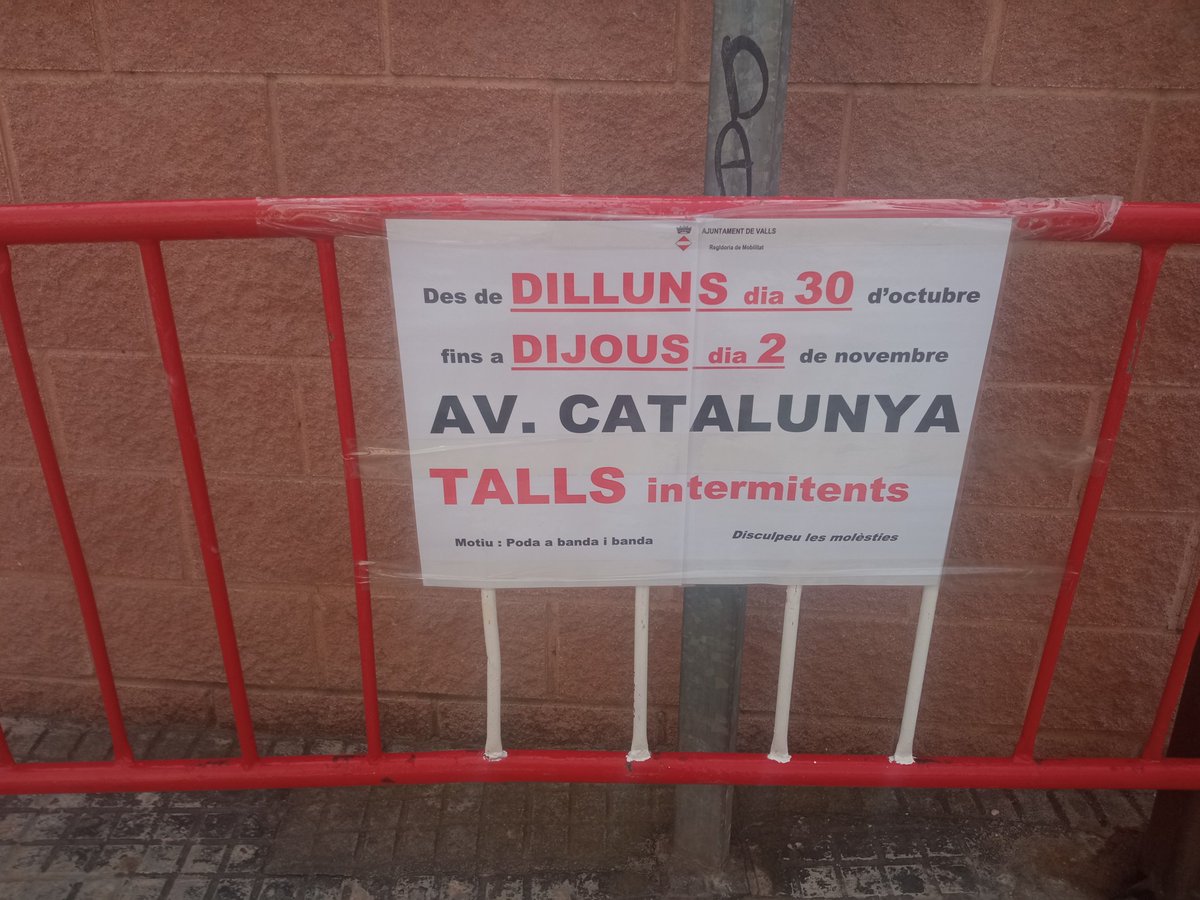 DA
AJUNTAMENT DE VALLS
Regidoria de Mobilitat
Des de DILLUNS dia 30 d'octubre
fins a DIJOUS dia 2 de novembre
AV. CATALUNYA
TALLS intermitents
Motiu : Poda a banda i banda
Disculpeu les molèsties